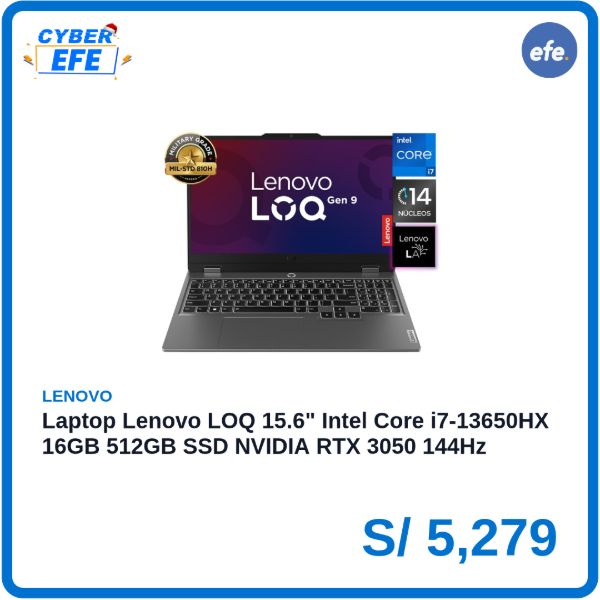 CYBER
EFE
efe.
MILITARY GRADE
MIL-STD 810H
Lenovo
LOQ Gen 9
intel
CORE
i7
14
NÚCLEOS
Lenovo
Lenovo
LA
LENOVO
Laptop Lenovo LOQ 15.6" Intel Core i7-13650HX
16GB 512GB SSD NVIDIA RTX 3050 144Hz
S/ 5,279